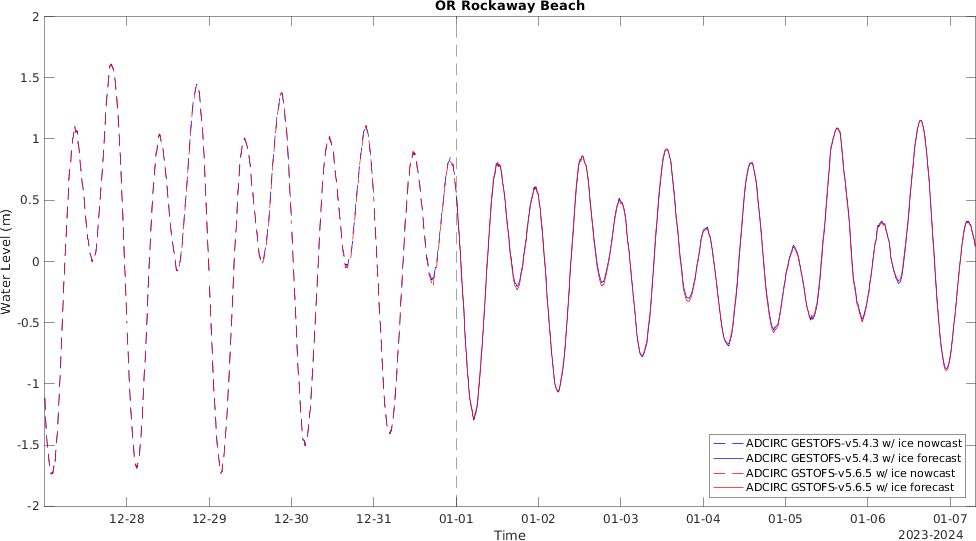 OR Rockaway Beach
2
1.5
1
0.5
0
-0.5
-1
-1.5
-2
Water Level (m)
ADCIRC GESTOFS-v5.4.3 w/ ice nowcast
ADCIRC GESTOFS-v5.4.3 w/ ice forecast
ADCIRC GSTOFS-v5.6.5 w/ ice nowcast
ADCIRC GSTOFS-v5.6.5 w/ ice forecast
12-28 12-29 12-30 12-31 01-01 01-02 01-03 01-04 01-05 01-06 01-07
Time
2023-2024